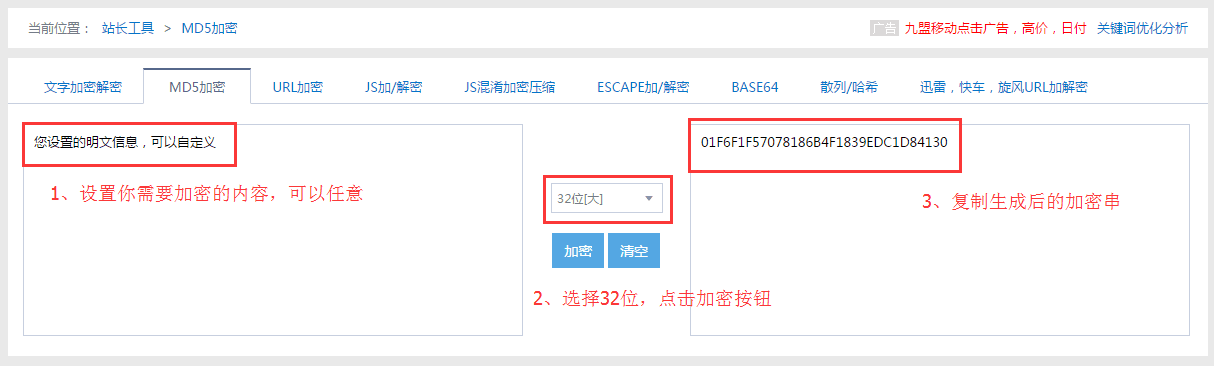 当前位置： 站长工具 > MD5加密
广告 九盟移动点击广告，高价，日付 关键词优化分析
文字加密解密 MD5加密 URL加密 JS加/解密 JS混淆加密压缩 ESCAPE加/解密 BASE64 散列/哈希 迅雷，快车，旋风URL加解密
您设置的明文信息，可以自定义
01F6F1F57078186B4F1839EDC1D84130
1、设置你需要加密的内容，可以任意
32位[大]
3、复制生成后的加密串
加密 清空
2、选择32位，点击加密按钮